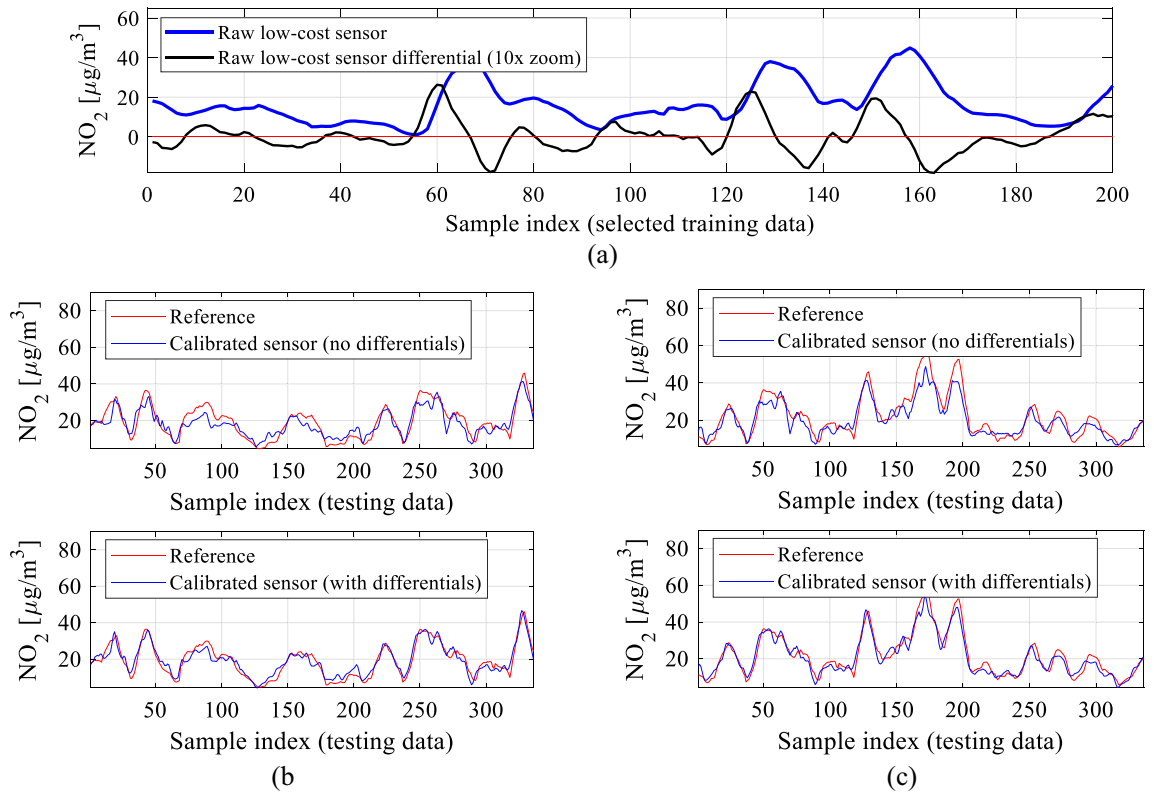 60
40
20
0
NO2 [μg/m3]
Raw low-cost sensor
Raw low-cost sensor differential (10x zoom)
0 20 40 60 80 100 120 140 160 180 200
Sample index (selected training data)
(a)
80
60
40
20
NO2 [μg/m3]
Reference
Calibrated sensor (no differentials)
50 100 150 200 250 300
Sample index (testing data)
80
60
40
20
NO2 [μg/m3]
Reference
Calibrated sensor (no differentials)
50 100 150 200 250 300
Sample index (testing data)
80
60
40
20
NO2 [μg/m3]
Reference
Calibrated sensor (with differentials)
50 100 150 200 250 300
Sample index (testing data)
(b)
80
60
40
20
NO2 [μg/m3]
Reference
Calibrated sensor (with differentials)
50 100 150 200 250 300
Sample index (testing data)
(c)